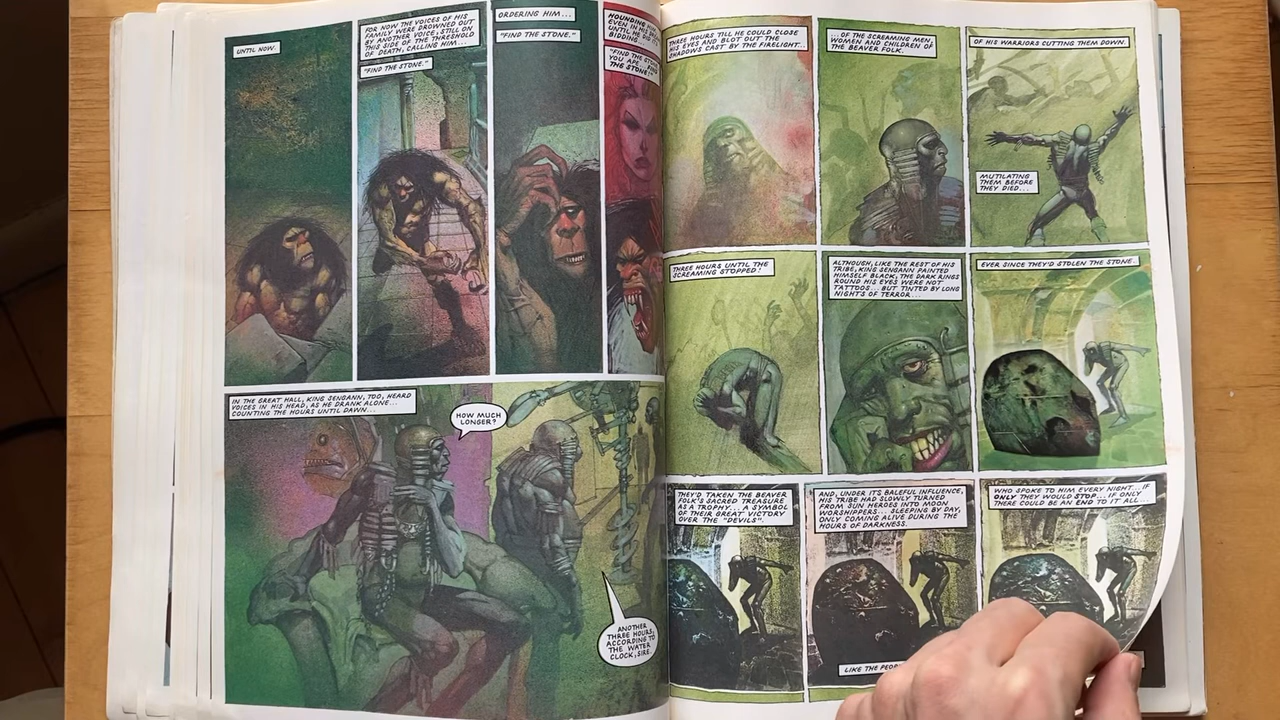 UNTIL NOW.
FOR NOW THE VOICES OF HIS
FAMILY WERE DROWNED OUT
BY ANOTHER VOICE, STILL ON
THIS SIDE OF THE THRESHOLD
OF DEATH, CALLING HIM...
"FIND THE STONE."
ORDERING HIM...
"FIND THE STONE."
HOUNDING
EVEN IN
UNTIL HE
BIDDING.
"FIND THE
YOU APE. FIND
THE STONE!"
IN THE GREAT HALL, KING SENGANN, TOO, HEARD
VOICES IN HIS HEAD, AS HE DRANK ALONE...
COUNTING THE HOURS UNTIL DAWN...
HOW MUCH
LONGER?
ANOTHER
THREE HOURS,
ACCORDING TO
THE WATER
CLOCK, SIRE.
THREE HOURS TILL HE COULD CLOSE
HIS EYES AND BLOT OUT THE
SHADOWS CAST BY THE FIRELIGHT...
...OF THE SCREAMING MEN
WOMEN AND CHILDREN OF
THE BEAVER FOLK.
OF HIS WARRIORS CUTTING THEM DOWN.
MUTILATING
THEM BEFORE
THEY DIED...
THREE HOURS UNTIL THE
SCREAMING STOPPED!
ALTHOUGH, LIKE THE REST OF HIS
TRIBE, KING SENGANN PAINTED
HIMSELF BLACK, THE DARK RINGS
ROUND HIS EYES WERE NOT
TATTOOS... BUT TINTED BY LONG
NIGHTS OF TERROR...
EVER SINCE THEY'D STOLEN THE STONE.
THEY'D TAKEN THE BEAVER
FOLK'S SACRED TREASURE
AS A TROPHY... A SYMBOL
OF THEIR GREAT VICTORY
OVER THE "DEVILS".
AND, UNDER ITS BALEFUL INFLUENCE,
HIS TRIBE HAD SLOWLY TURNED
FROM SUN HEROES INTO MOON
WORSHIPPERS... SLEEPING BY DAY,
ONLY COMING ALIVE DURING THE
HOURS OF DARKNESS.
LIKE THE
WHO SPOKE TO HIM EVERY NIGHT... IF
ONLY THEY WOULD STOP... IF ONLY
THERE COULD BE AN END TO IT ALL...